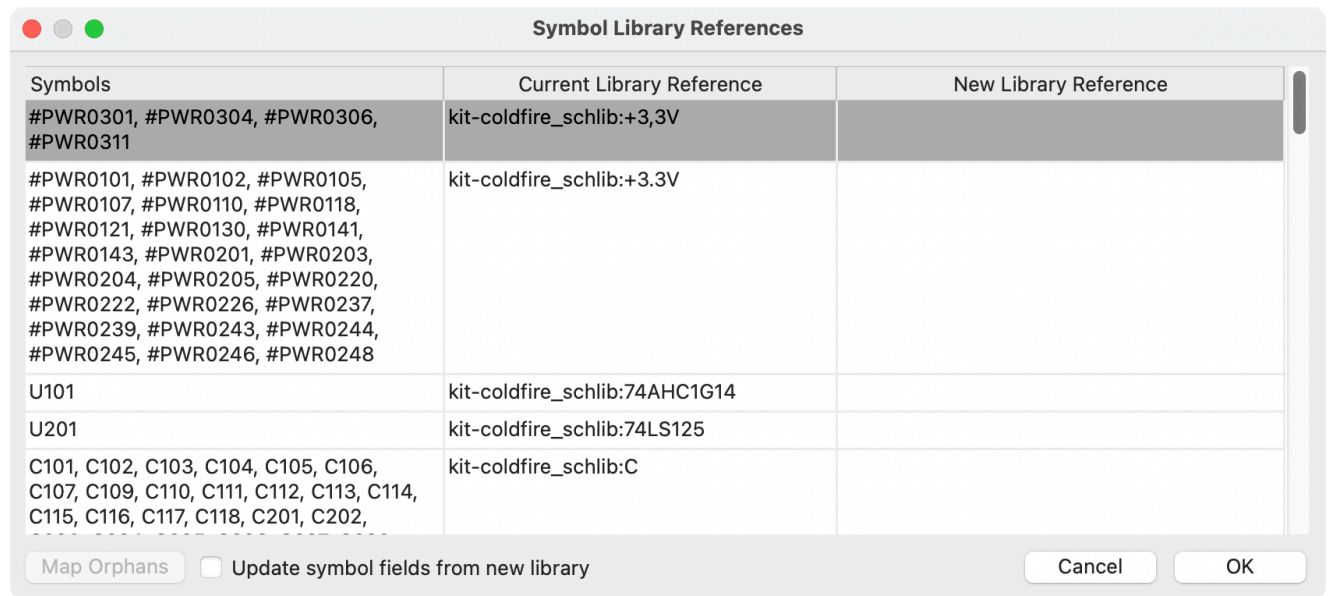 Symbol Library References
Symbols Current Library Reference New Library Reference
#PWR0301, #PWR0304, #PWR0306, kit-coldfire_schlib:+3,3V
#PWR0311
#PWR0101, #PWR0102, #PWR0105, kit-coldfire_schlib:+3.3V
#PWR0107, #PWR0110, #PWR0118,
#PWR0121, #PWR0130, #PWR0141,
#PWR0143, #PWR0201, #PWR0203,
#PWR0204, #PWR0205, #PWR0220,
#PWR0222, #PWR0226, #PWR0237,
#PWR0239, #PWR0243, #PWR0244,
#PWR0245, #PWR0246, #PWR0248
U101 kit-coldfire_schlib:74AHC1G14
U201 kit-coldfire_schlib:74LS125
C101, C102, C103, C104, C105, C106, kit-coldfire_schlib:C
C107, C109, C110, C111, C112, C113, C114,
C115, C116, C117, C118, C201, C202,
Map Orphans Update symbol fields from new library Cancel OK